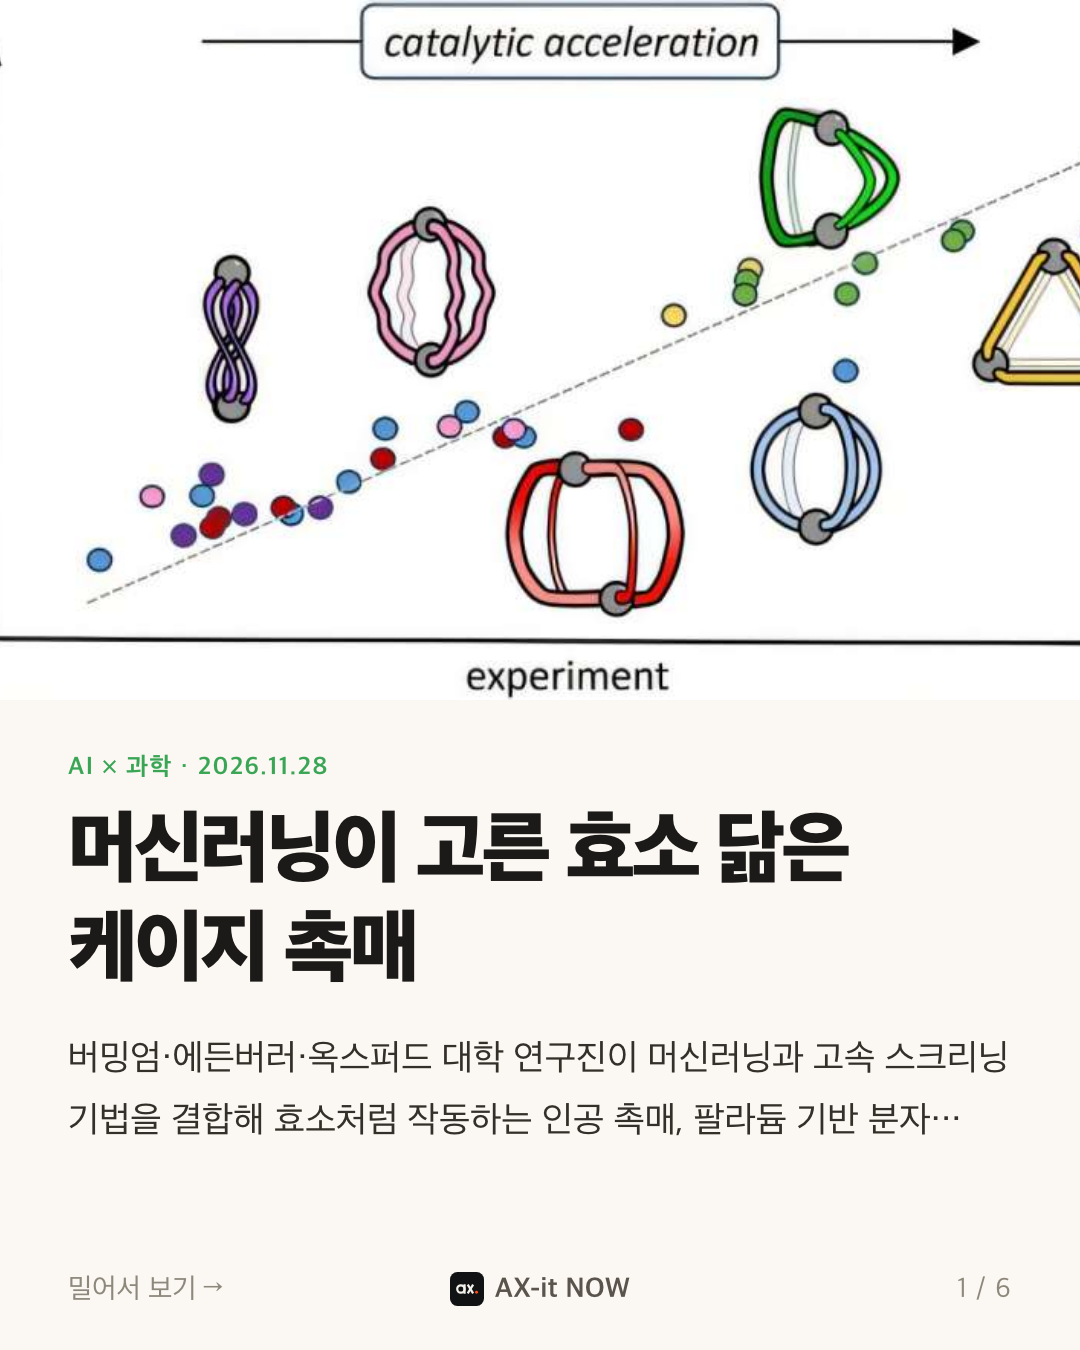 catalytic acceleration
experiment
AI × 과학 · 2026.11.28
머신러닝이 고른 효소 닮은
케이지 촉매
버밍엄·에든버러·옥스퍼드 대학 연구진이 머신러닝과 고속 스크리닝
기법을 결합해 효소처럼 작동하는 인공 촉매, 팔라듐 기반 분자…
밀어서 보기 →
ax. AX-it NOW
1 / 6